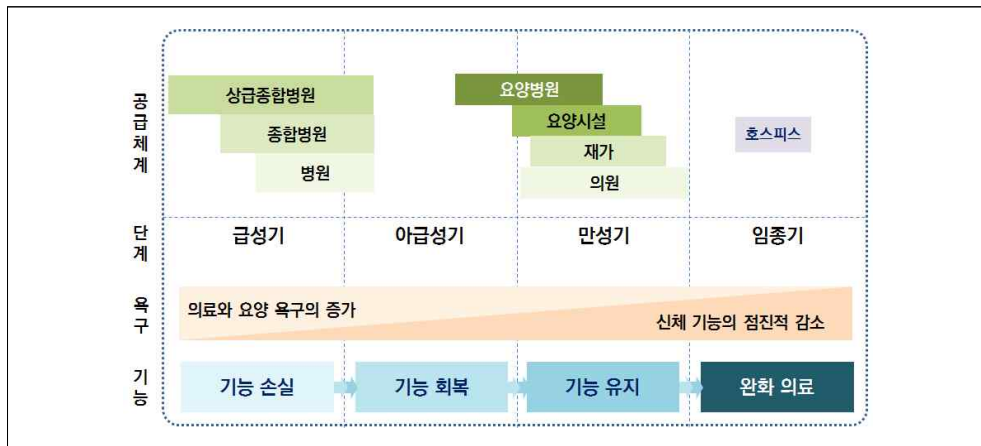 공급체계
상급종합병원
종합병원
병원
요양병원
요양시설
재가
의원
호스피스
단계
급성기
아급성기
만성기
임종기
욕구
의료와 요양 욕구의 증가
신체 기능의 점진적 감소
기능
기능 손실
기능 회복
기능 유지
완화 의료